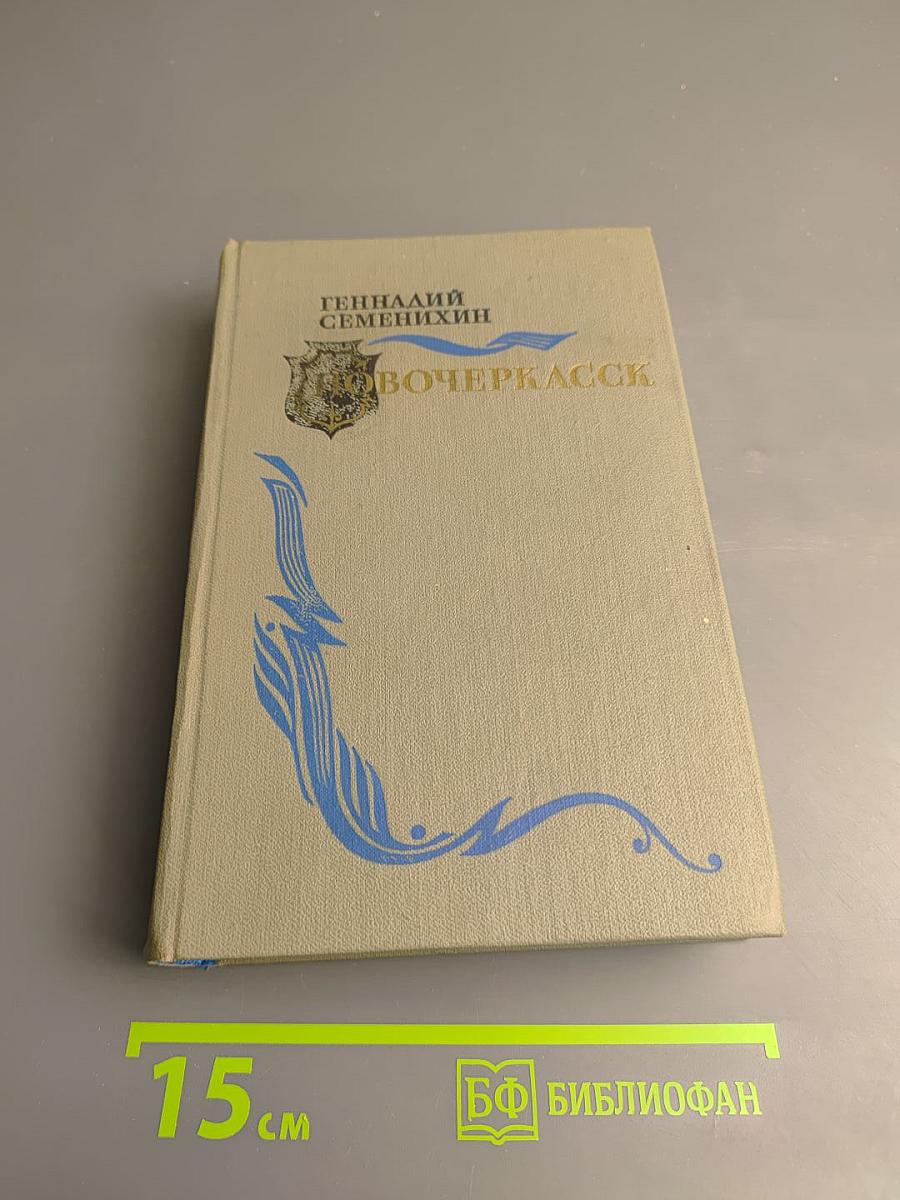 ГЕННАДИЙ
СЕМЕНИХИН
НОВОЧЕРКАССК
15 см
БФ БИБЛИОФАН